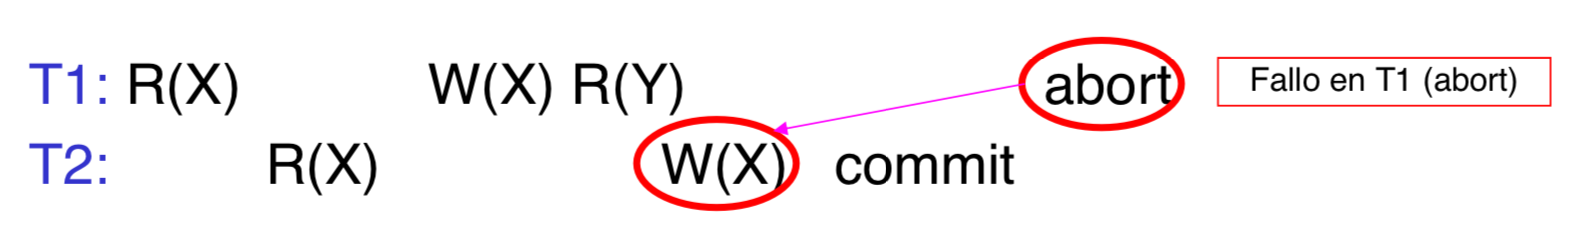 T1: R(X) W(X) R(Y) abort Fallo en T1 (abort)
T2: R(X) W(X) commit